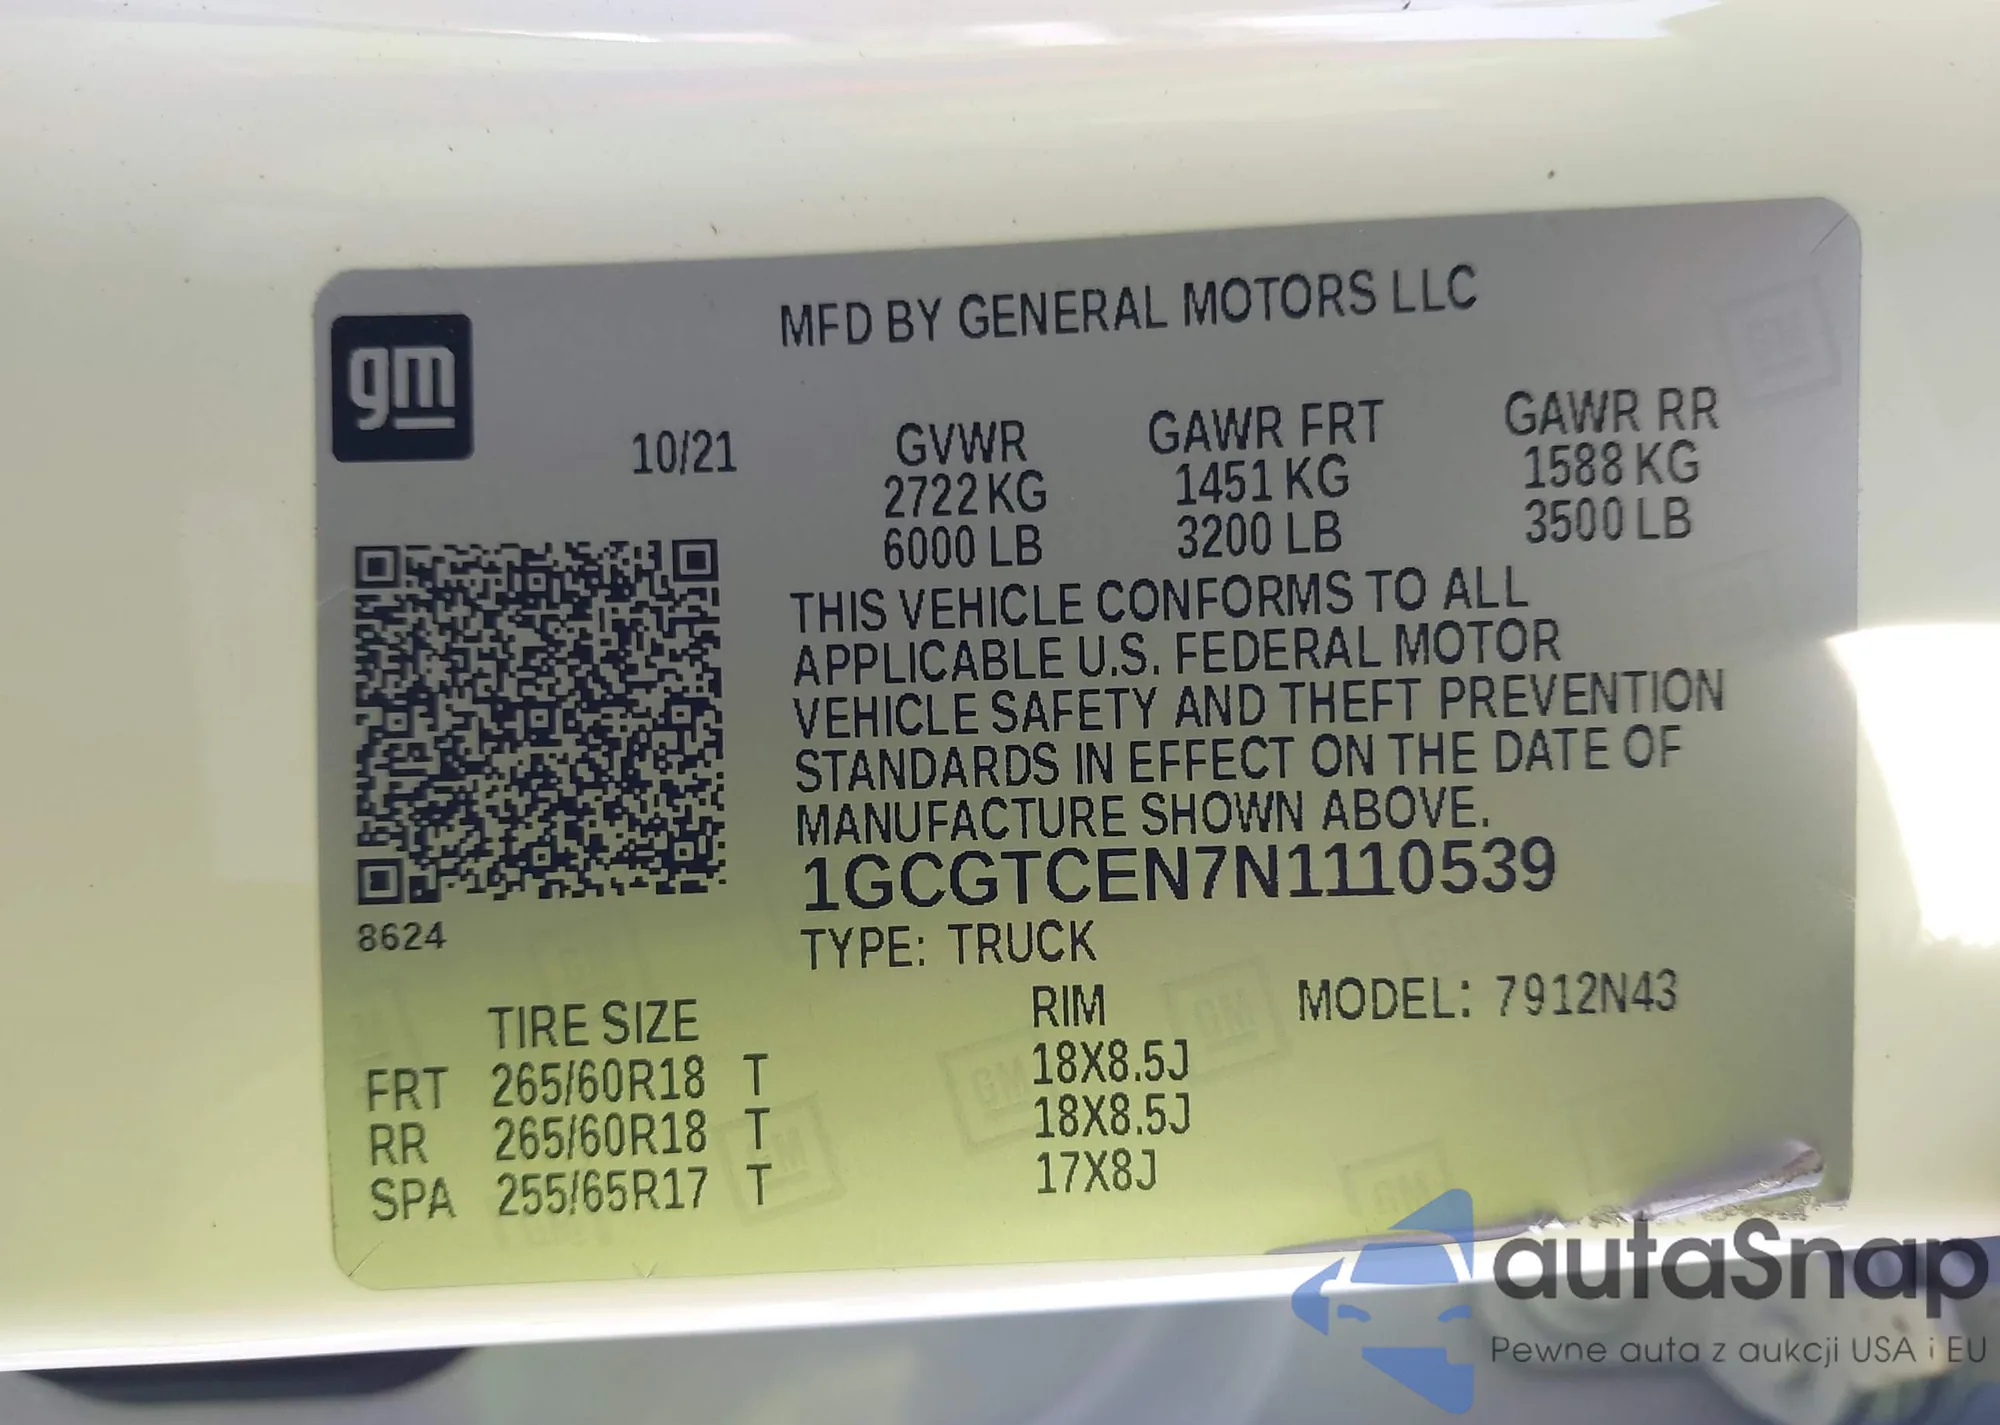 MFD BY GENERAL MOTORS LLC
gm
10/21 GVWR GAWR FRT GAWR RR
2722 KG 1451 KG 1588 KG
6000 LB 3200 LB 3500 LB
THIS VEHICLE CONFORMS TO ALL
APPLICABLE U.S. FEDERAL MOTOR
VEHICLE SAFETY AND THEFT PREVENTION
STANDARDS IN EFFECT ON THE DATE OF
MANUFACTURE SHOWN ABOVE.
1GCGTCEN7N1110539
8624
TYPE: TRUCK
TIRE SIZE RIM MODEL: 7912N43
FRT 265/60R18 T 18X8.5J
RR 265/60R18 T 18X8.5J
SPA 255/65R17 T 17X8J
GM
GM
GM
GM
autaSnap
Pewne auta z aukcji USA i EU